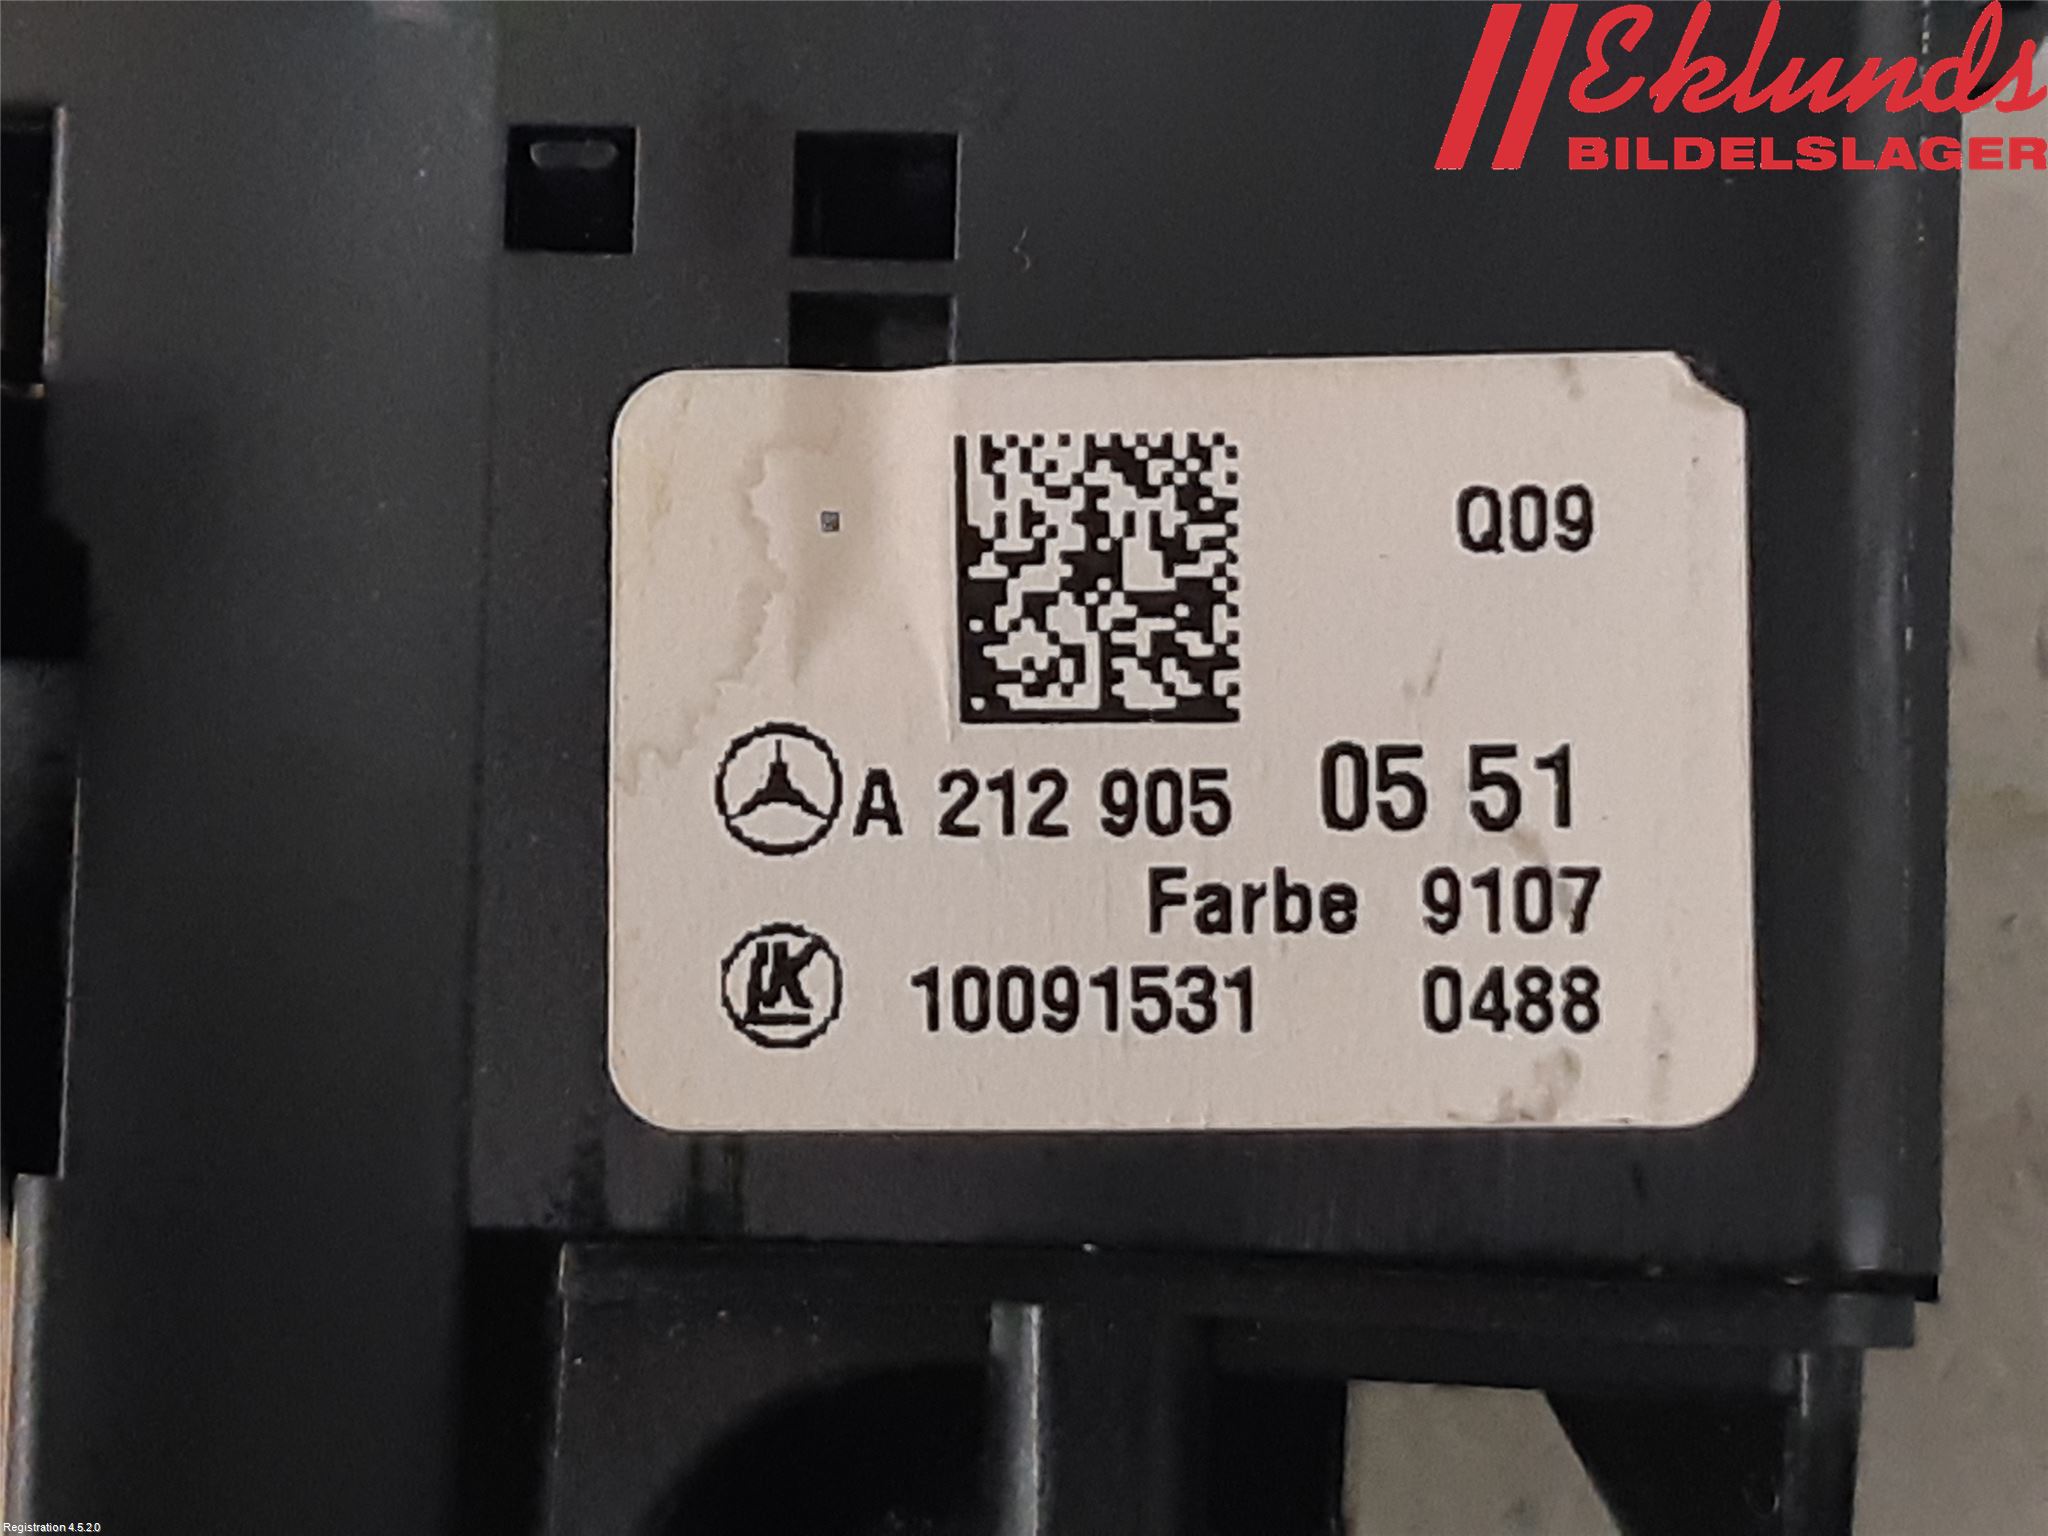 Eklunds
BILDELSLAGER
Q09
A 212 905 05 51
Farbe 9107
LK 10091531 0488
Registration 4.5.2.0